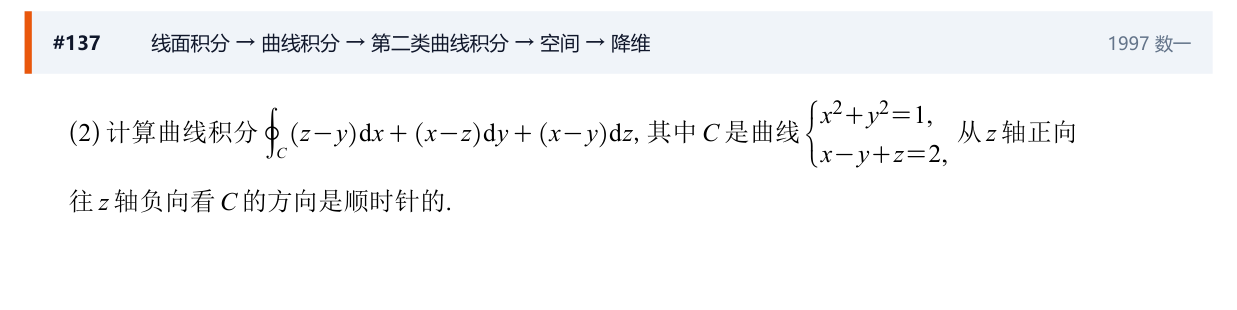 #137 线面积分 → 曲线积分 → 第二类曲线积分 → 空间 → 降维 1997 数一
(2) 计算曲线积分 ∮_C (z−y)dx + (x−z)dy + (x−y)dz, 其中 C 是曲线 {x²+y²=1, x−y+z=2, 从 z 轴正向
往 z 轴负向看 C 的方向是顺时针的.